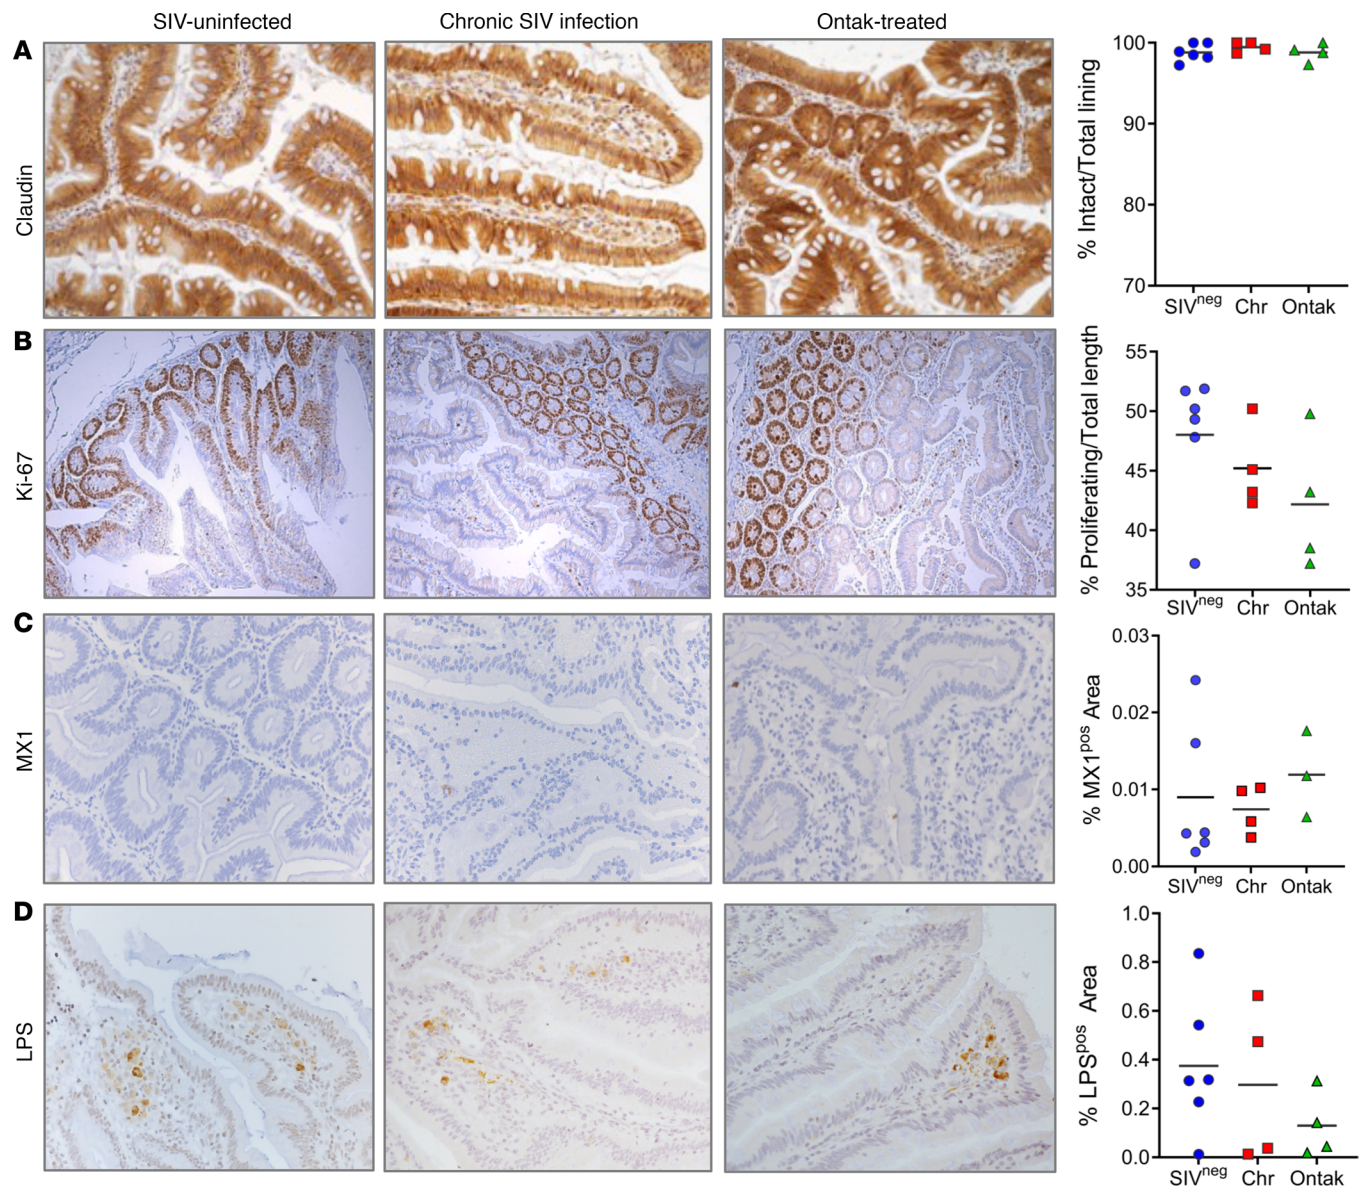 SIV-uninfected
Chronic SIV infection
Ontak-treated
A
Claudin
% Intact/Total lining
100
90
80
70
SIVneg
Chr
Ontak
B
Ki-67
% Proliferating/Total length
55
50
45
40
35
SIVneg
Chr
Ontak
C
MX1
% MX1pos Area
0.03
0.02
0.01
0.00
SIVneg
Chr
Ontak
D
LPS
% LPSpos Area
1.0
0.8
0.6
0.4
0.2
0.0
SIVneg
Chr
Ontak